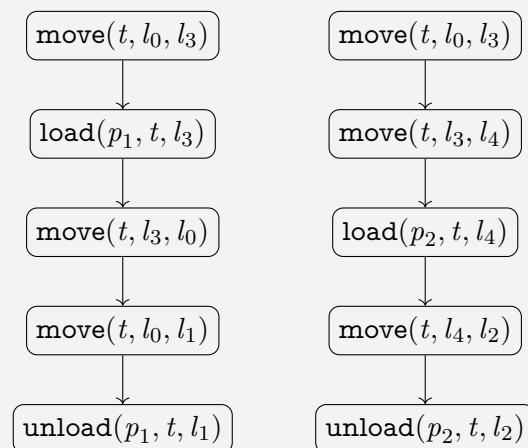 move(t, l₀, l₃)
load(p₁, t, l₃)
move(t, l₃, l₀)
move(t, l₀, l₁)
unload(p₁, t, l₁)
move(t, l₀, l₃)
move(t, l₃, l₄)
load(p₂, t, l₄)
move(t, l₄, l₂)
unload(p₂, t, l₂)